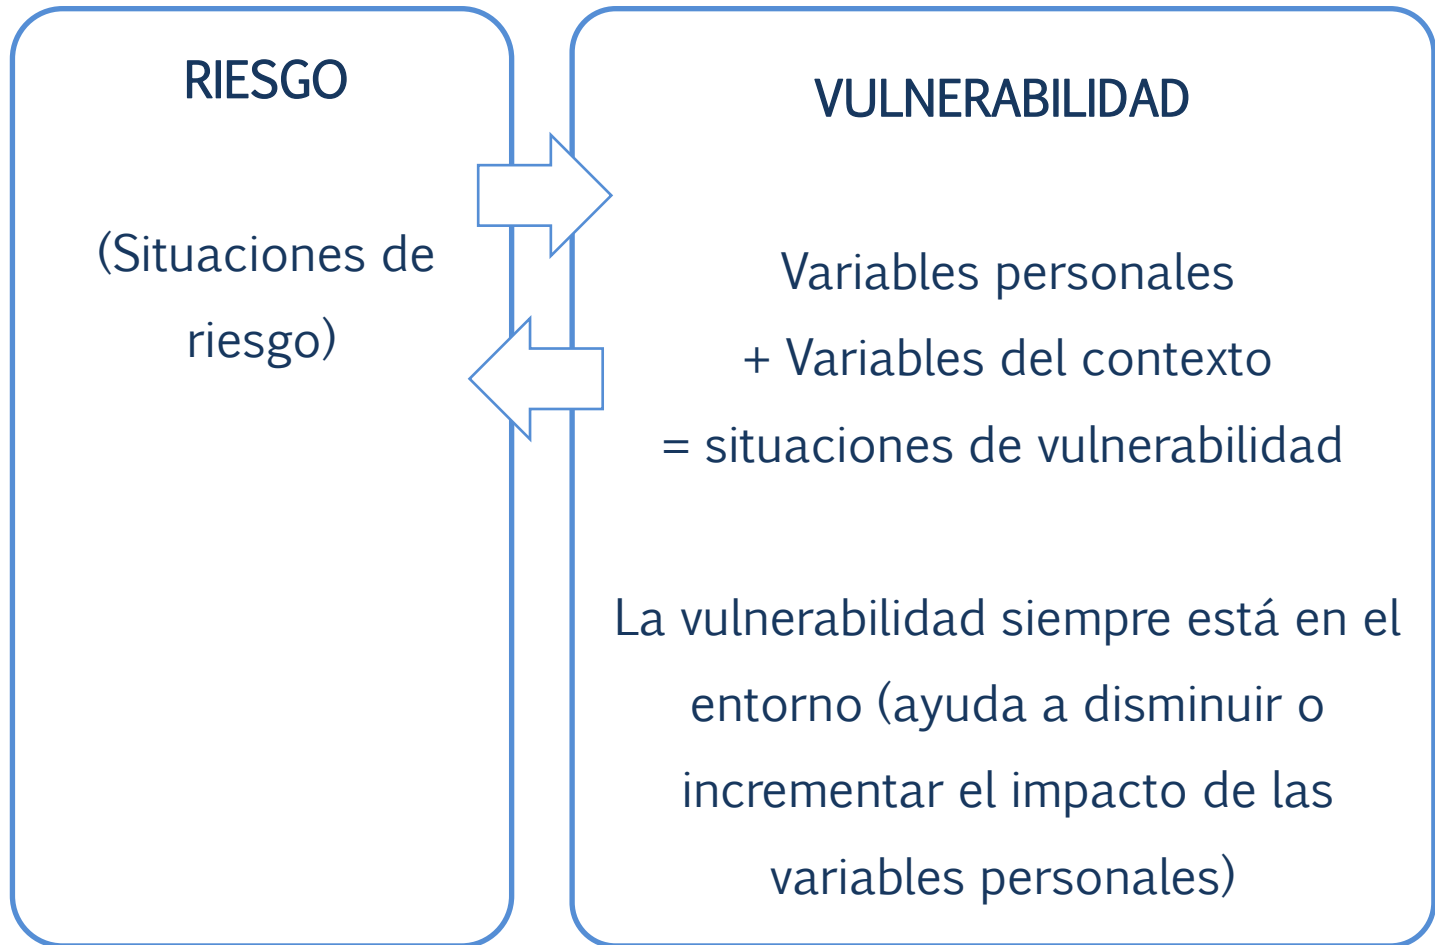 RIESGO
(Situaciones de
riesgo)
VULNERABILIDAD
Variables personales
+ Variables del contexto
= situaciones de vulnerabilidad
La vulnerabilidad siempre está en el
entorno (ayuda a disminuir o
incrementar el impacto de las
variables personales)